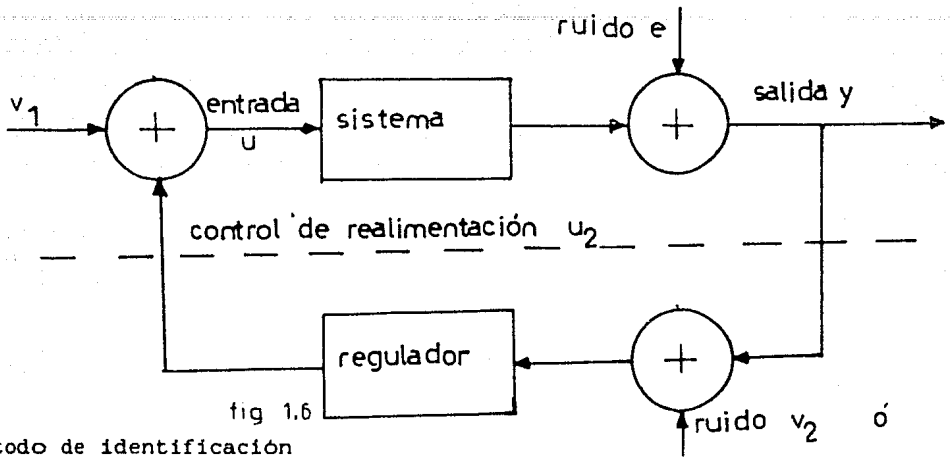 ruido e
v1
entrada
u
sistema
salida y
control de realimentación u2
regulador
fig 1.6
ruido v2 ó
todo de identificación